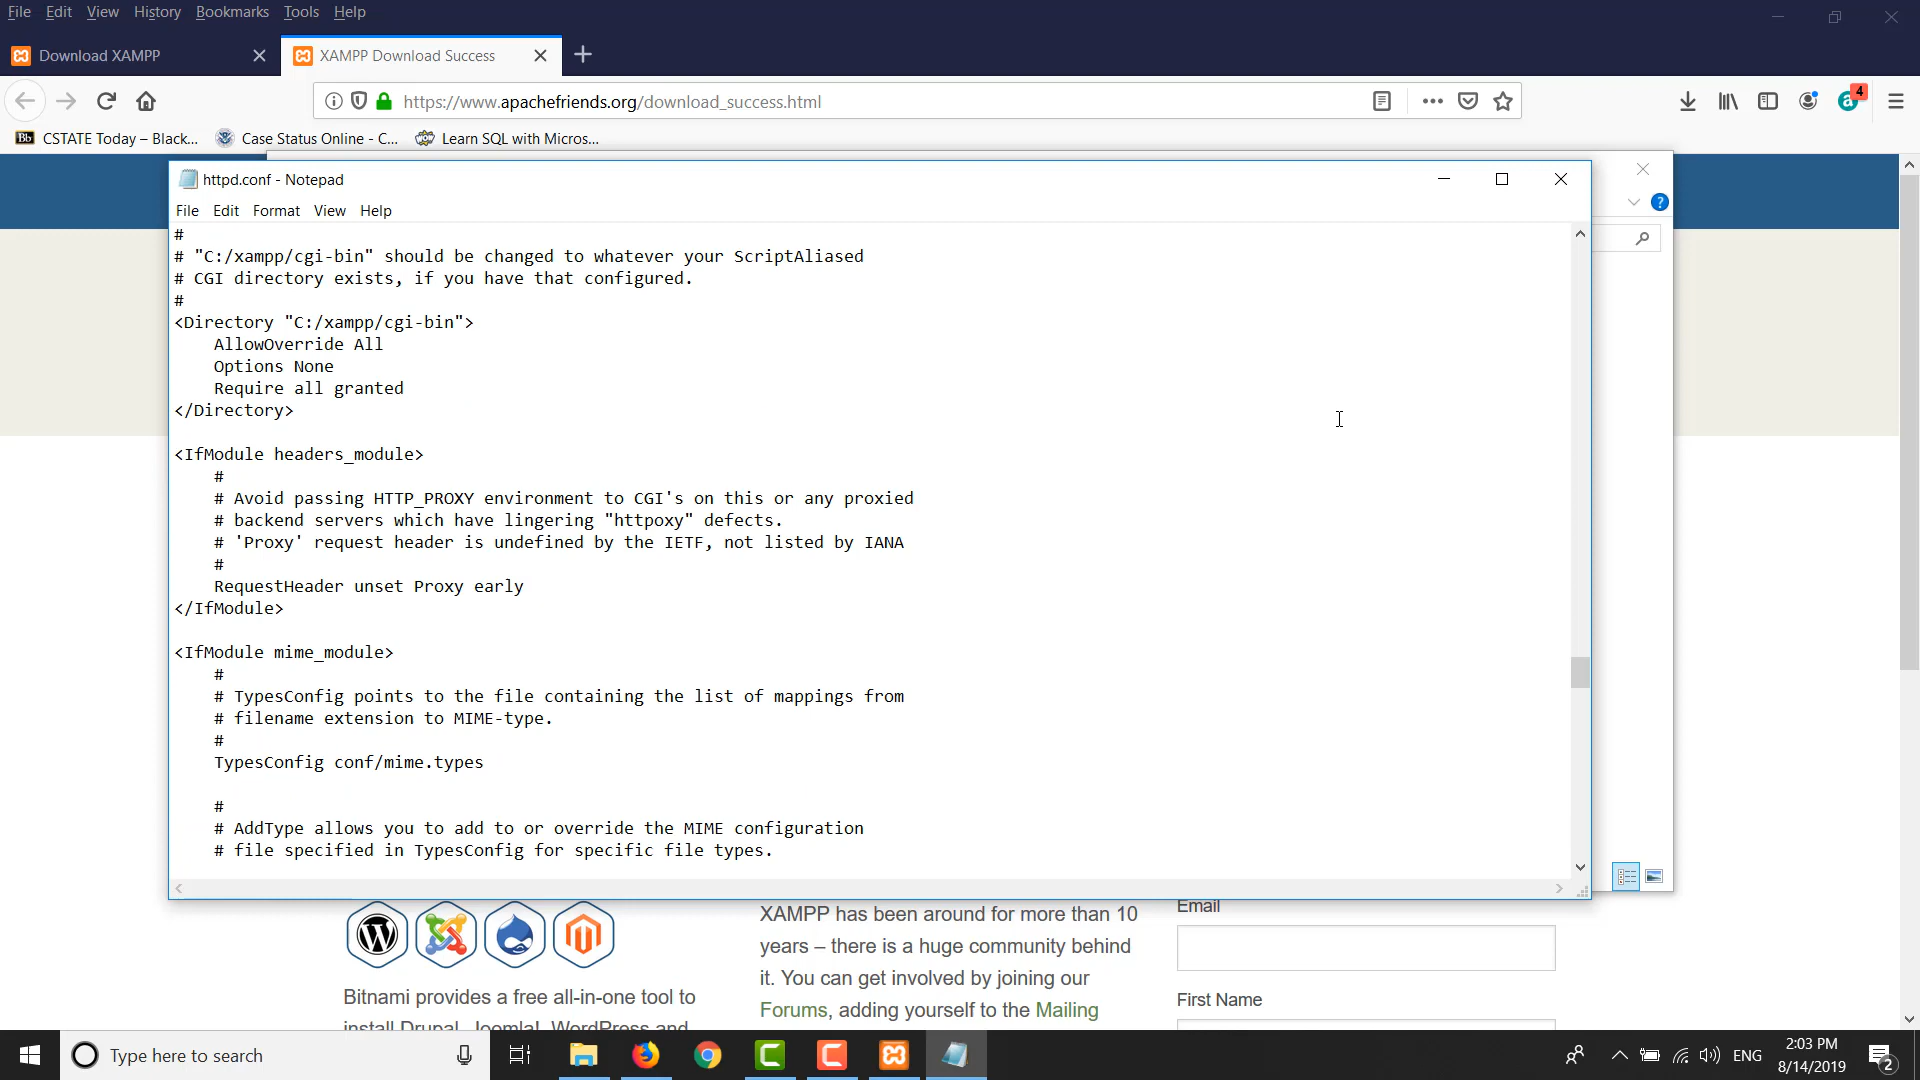 File Edit View History Bookmarks Tools Help
Download XAMPP
XAMPP Download Success
https://www.apachefriends.org/download_success.html
4
Bb CSTATE Today – Black...
Case Status Online - C...
Learn SQL with Micros...
httpd.conf - Notepad
File Edit Format View Help
#
# "C:/xampp/cgi-bin" should be changed to whatever your ScriptAliased
# CGI directory exists, if you have that configured.
#
<Directory "C:/xampp/cgi-bin">
    AllowOverride All
    Options None
    Require all granted
</Directory>
<IfModule headers_module>
    #
    # Avoid passing HTTP_PROXY environment to CGI's on this or any proxied
    # backend servers which have lingering "httpoxy" defects.
    # 'Proxy' request header is undefined by the IETF, not listed by IANA
    #
    RequestHeader unset Proxy early
</IfModule>
<IfModule mime_module>
    #
    # TypesConfig points to the file containing the list of mappings from
    # filename extension to MIME-type.
    #
    TypesConfig conf/mime.types
    #
    # AddType allows you to add to or override the MIME configuration
    # file specified in TypesConfig for specific file types.
Bitnami provides a free all-in-one tool to
install Drupal, Joomla!, WordPress and
XAMPP has been around for more than 10
years – there is a huge community behind
it. You can get involved by joining our
Forums, adding yourself to the Mailing
Email
First Name
Type here to search
ENG
2:03 PM
8/14/2019
2